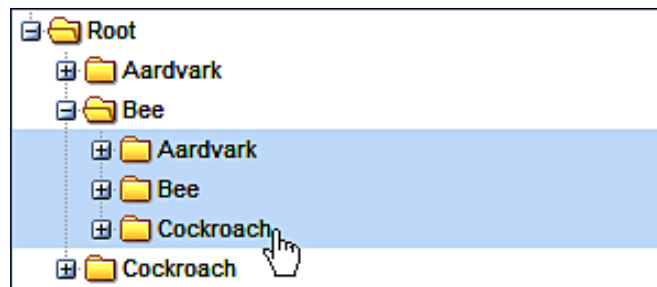 Root
Aardvark
Bee
Aardvark
Bee
Cockroach
Cockroach